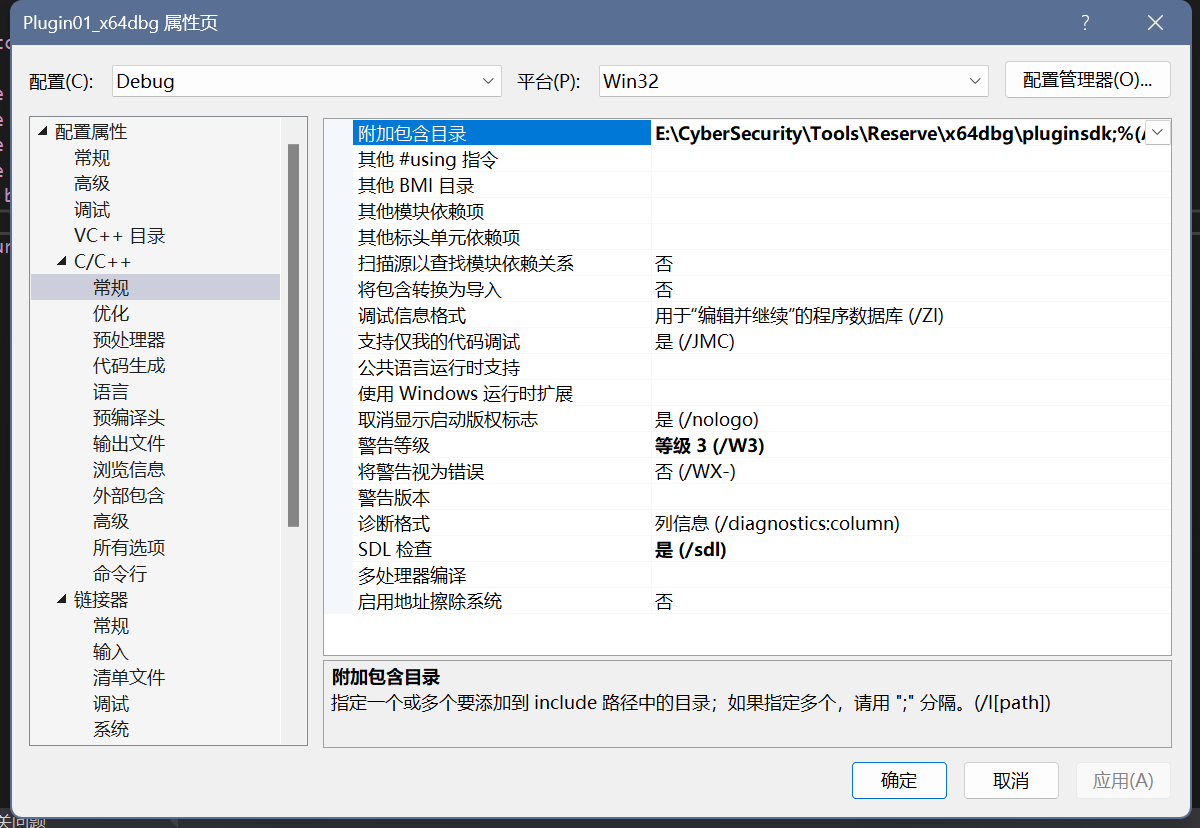 Plugin01_x64dbg 属性页
配置(C):
Debug
平台(P):
Win32
配置管理器(O)...
配置属性
常规
高级
调试
VC++ 目录
C/C++
常规
优化
预处理器
代码生成
语言
预编译头
输出文件
浏览信息
外部包含
高级
所有选项
命令行
链接器
常规
输入
清单文件
调试
系统
附加包含目录 E:\CyberSecurity\Tools\Reserve\x64dbg\pluginsdk;%(
其他 #using 指令
其他 BMI 目录
其他模块依赖项
其他标头单元依赖项
扫描源以查找模块依赖关系 否
将包含转换为导入 否
调试信息格式 用于“编辑并继续”的程序数据库 (/ZI)
支持仅我的代码调试 是 (/JMC)
公共语言运行时支持
使用 Windows 运行时扩展
取消显示启动版权标志 是 (/nologo)
警告等级 等级 3 (/W3)
将警告视为错误 否 (/WX-)
警告版本
诊断格式 列信息 (/diagnostics:column)
SDL 检查 是 (/sdl)
多处理器编译
启用地址擦除系统 否
附加包含目录
指定一个或多个要添加到 include 路径中的目录；如果指定多个，请用 ";" 分隔。(/I[path])
确定
取消
应用(A)